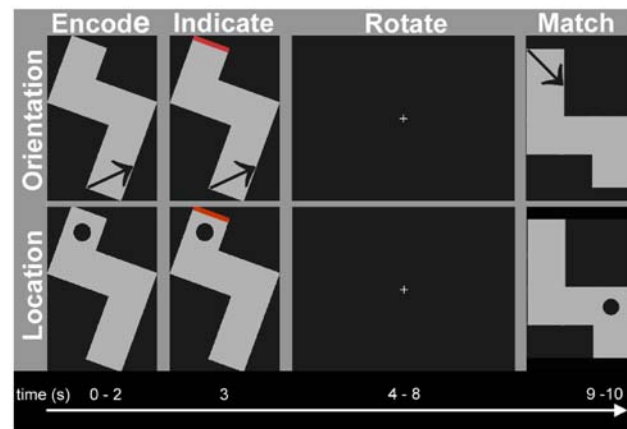 Encode Indicate Rotate Match
Orientation
Location
time (s) 0 - 2 3 4 - 8 9 -10